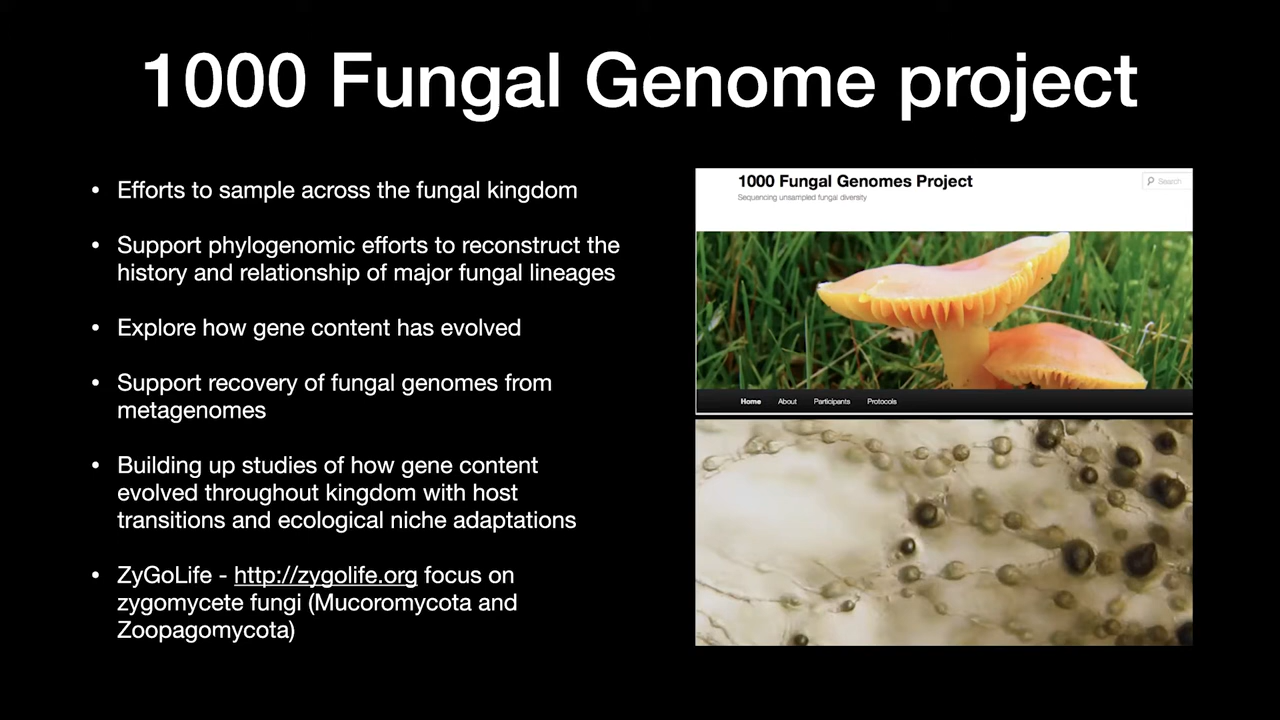 1000 Fungal Genome project
• Efforts to sample across the fungal kingdom
• Support phylogenomic efforts to reconstruct the
history and relationship of major fungal lineages
• Explore how gene content has evolved
• Support recovery of fungal genomes from
metagenomes
• Building up studies of how gene content
evolved throughout kingdom with host
transitions and ecological niche adaptations
• ZyGoLife - http://zygolife.org focus on
zygomycete fungi (Mucoromycota and
Zoopagomycota)
1000 Fungal Genomes Project
Search
Sequencing unsampled fungal diversity
Home About Participants Protocols